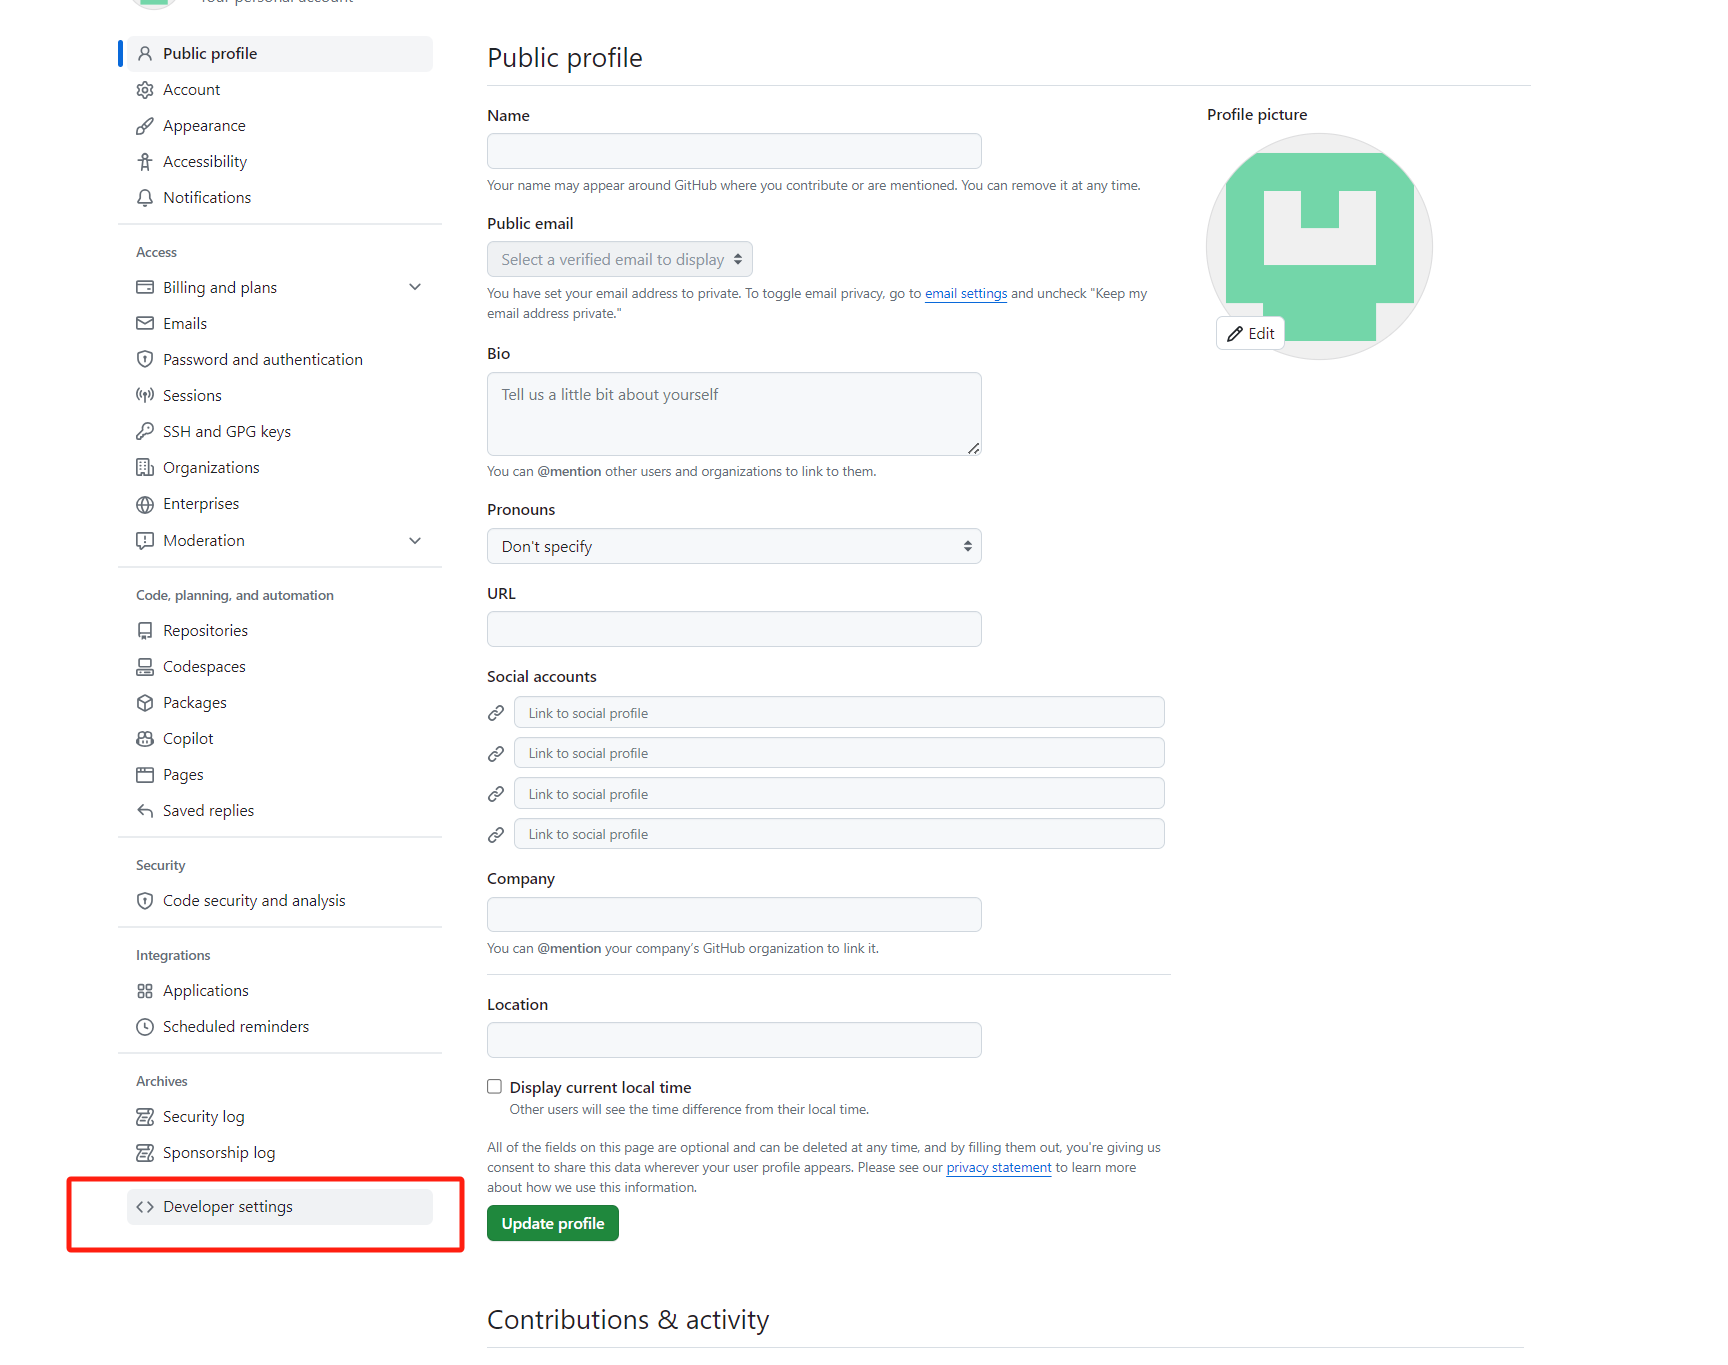 Your personal account
Public profile
Account
Appearance
Accessibility
Notifications
Access
Billing and plans
Emails
Password and authentication
Sessions
SSH and GPG keys
Organizations
Enterprises
Moderation
Code, planning, and automation
Repositories
Codespaces
Packages
Copilot
Pages
Saved replies
Security
Code security and analysis
Integrations
Applications
Scheduled reminders
Archives
Security log
Sponsorship log
Developer settings
Public profile
Name
Your name may appear around GitHub where you contribute or are mentioned. You can remove it at any time.
Public email
Select a verified email to display
You have set your email address to private. To toggle email privacy, go to email settings and uncheck "Keep my
email address private."
Bio
Tell us a little bit about yourself
You can @mention other users and organizations to link to them.
Pronouns
Don't specify
URL
Social accounts
Link to social profile
Link to social profile
Link to social profile
Link to social profile
Company
You can @mention your company's GitHub organization to link it.
Location
Display current local time
Other users will see the time difference from their local time.
All of the fields on this page are optional and can be deleted at any time, and by filling them out, you're giving us
consent to share this data wherever your user profile appears. Please see our privacy statement to learn more
about how we use this information.
Update profile
Contributions & activity
Profile picture
Edit